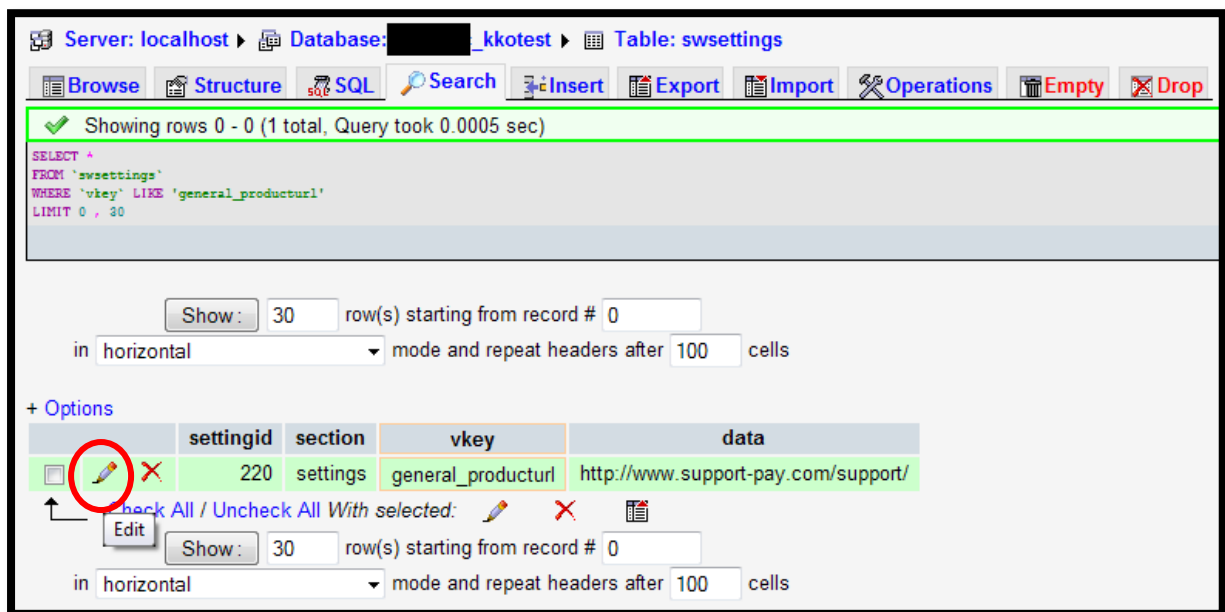 Server: localhost Database: _kkotest Table: swsettings
Browse Structure SQL Search Insert Export Import Operations Empty Drop
Showing rows 0 - 0 (1 total, Query took 0.0005 sec)
SELECT *
FROM `swsettings`
WHERE `vkey` LIKE 'general_producturl'
LIMIT 0 , 30
Show : 30 row(s) starting from record # 0
in horizontal mode and repeat headers after 100 cells
+ Options
settingid section vkey data
220 settings general_producturl http://www.support-pay.com/support/
Check All / Uncheck All With selected:
Edit
Show : 30 row(s) starting from record # 0
in horizontal mode and repeat headers after 100 cells